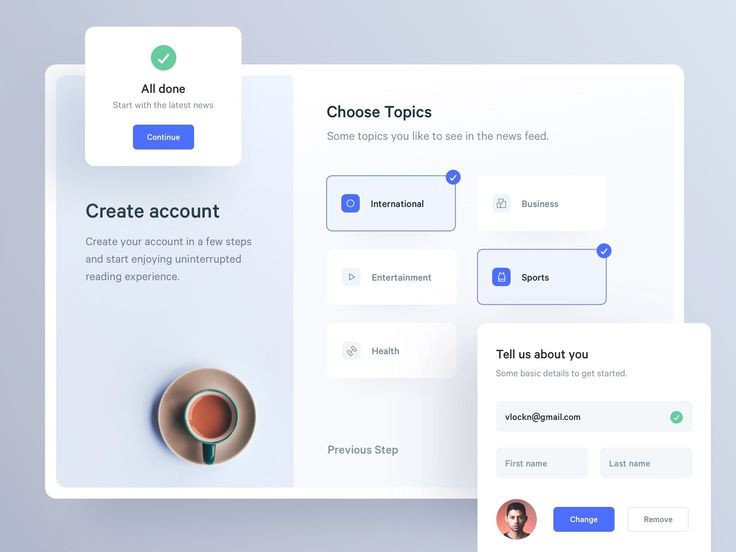 All done
Start with the latest news
Continue
Create account
Create your account in a few steps
and start enjoying uninterrupted
reading experience.
Choose Topics
Some topics you like to see in the news feed.
International
Business
Entertainment
Sports
Health
Previous Step
Tell us about you
Some basic details to get started.
vlockn@gmail.com
First name
Last name
Change
Remove